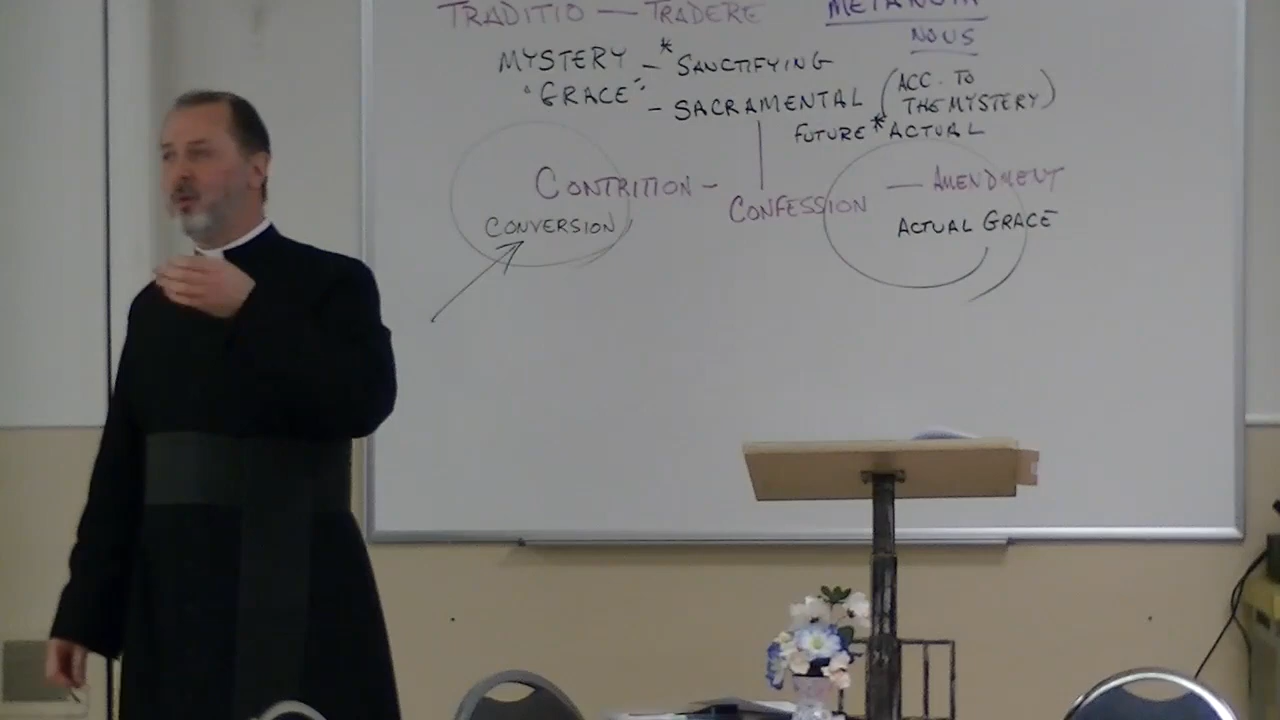 TRADITIO — TRADERE
METANOIA
NOUS
MYSTERY — * SANCTIFYING
"GRACE" — SACRAMENTAL (ACC. TO THE MYSTERY)
FUTURE * ACTUAL
CONTRITION — CONFESSION — AMENDMENT
CONVERSION
ACTUAL GRACE